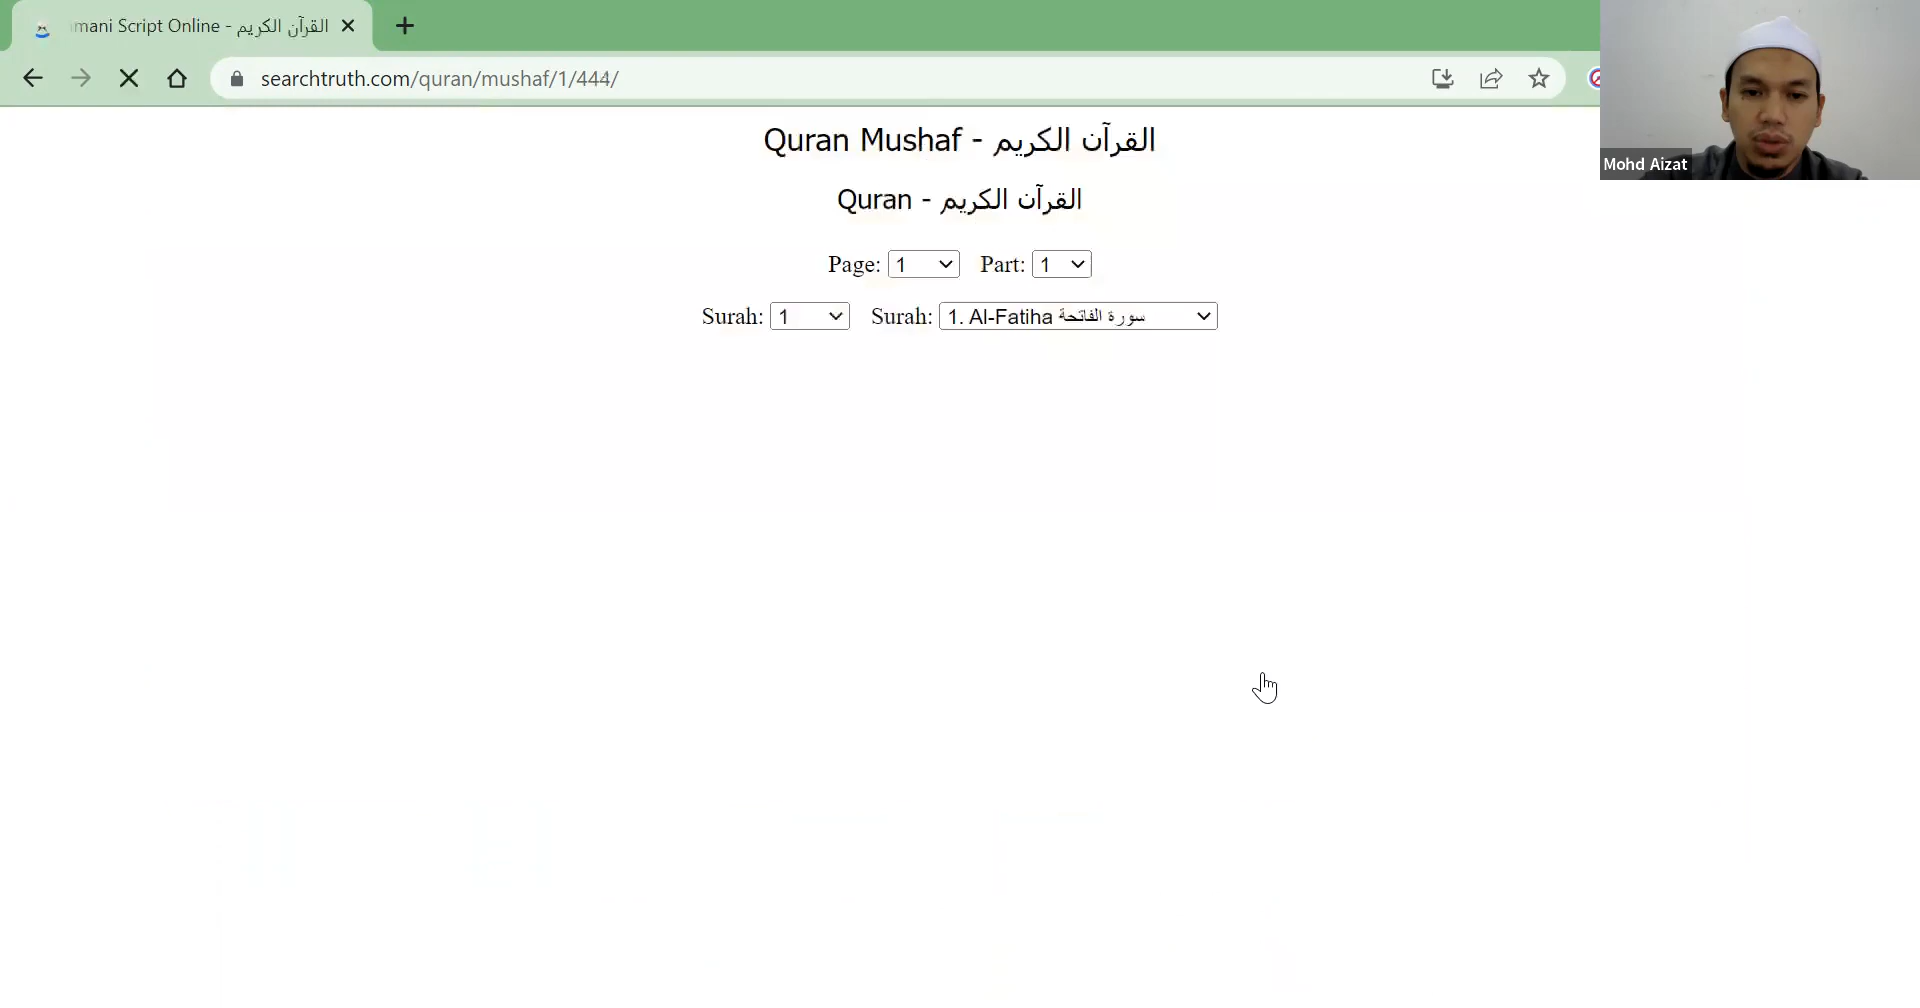 mani Script Online - القرآن الكريم
searchtruth.com/quran/mushaf/1/444/
Mohd Aizat
Quran Mushaf - القرآن الكريم
Quran - القرآن الكريم
Page: 1 Part: 1
Surah: 1 Surah: 1. Al-Fatiha سورة الفاتحة